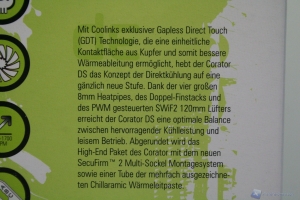 Mit Coolinks exklusiver Gapless Direct Touch
(GDT) Technologie, die eine einheitliche
Kontaktfläche aus Kupfer und somit bessere
Wärmeableitung ermöglicht, hebt der Corator
DS das Konzept der Direktkühlung auf eine
gänzlich neue Stufe. Dank der vier großen
8mm Heatpipes, des Doppel-Finstacks und
des PWM gesteuerten SWiF2 120mm Lüfters
erreicht der Corator DS eine optimale Balance
zwischen hervorragender Kühlleistung und
leisem Betrieb. Abgerundet wird das
High-End Paket des Corator mit dem neuen
SecuFirm™ 2 Multi-Sockel Montagesystem
sowie einer Tube der mehrfach ausgezeichne-
ten Chillaramic Wärmeleitpaste.